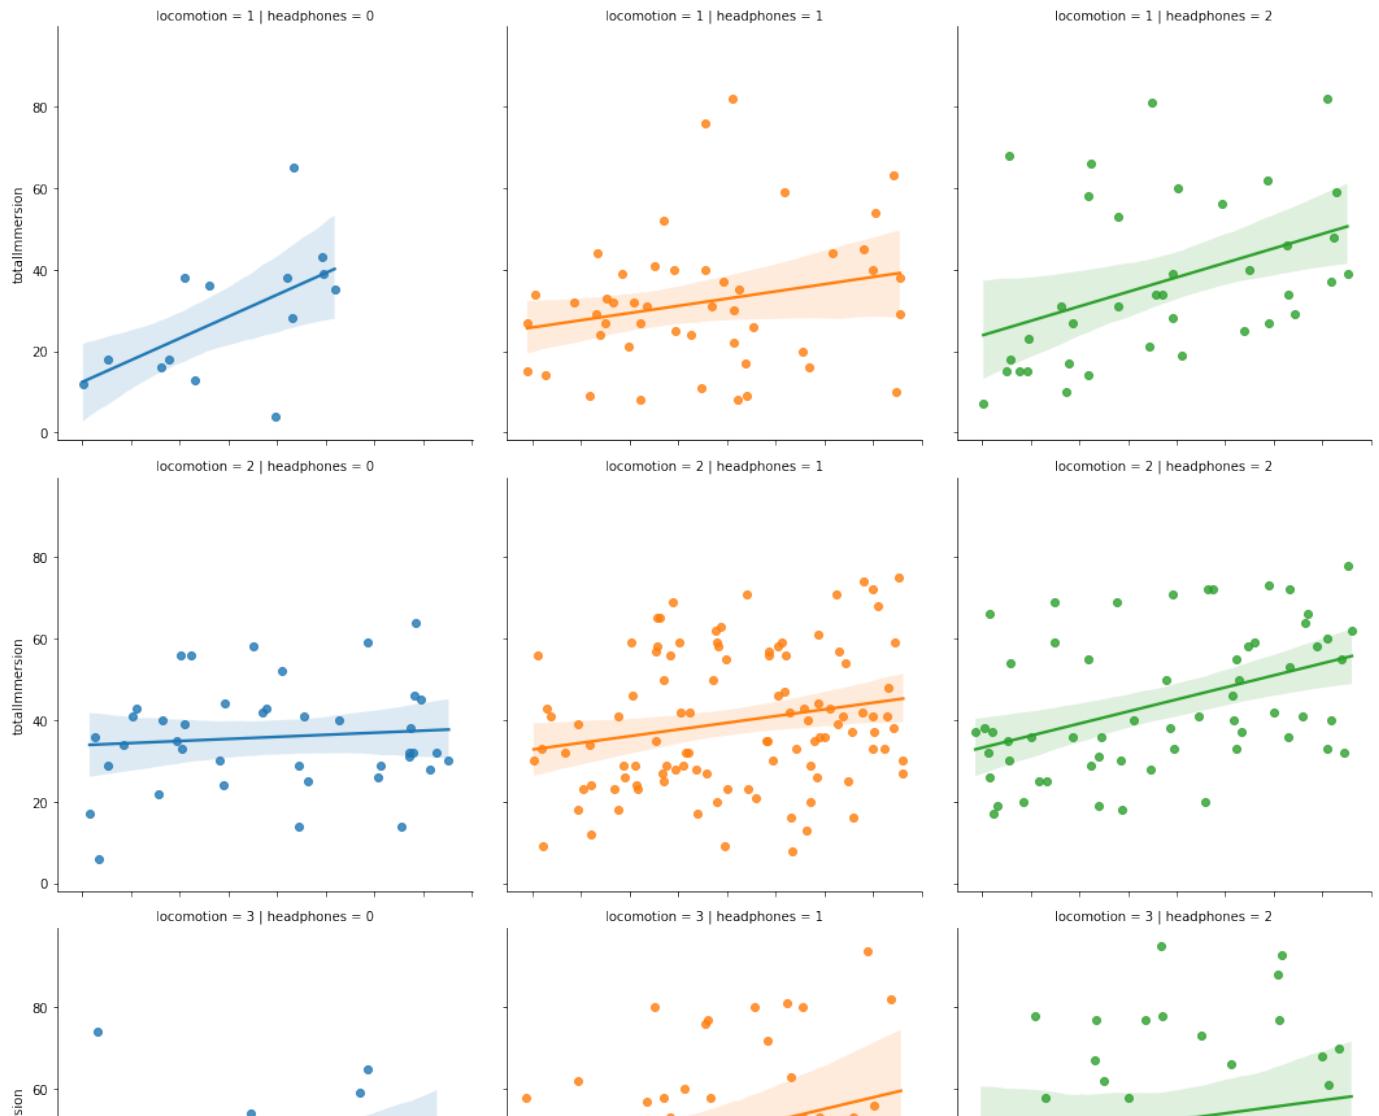 locomotion = 1 | headphones = 0
locomotion = 1 | headphones = 1
locomotion = 1 | headphones = 2
80
60
40
20
0
totalImmersion
locomotion = 2 | headphones = 0
locomotion = 2 | headphones = 1
locomotion = 2 | headphones = 2
80
60
40
20
0
totalImmersion
locomotion = 3 | headphones = 0
locomotion = 3 | headphones = 1
locomotion = 3 | headphones = 2
80
60
sion